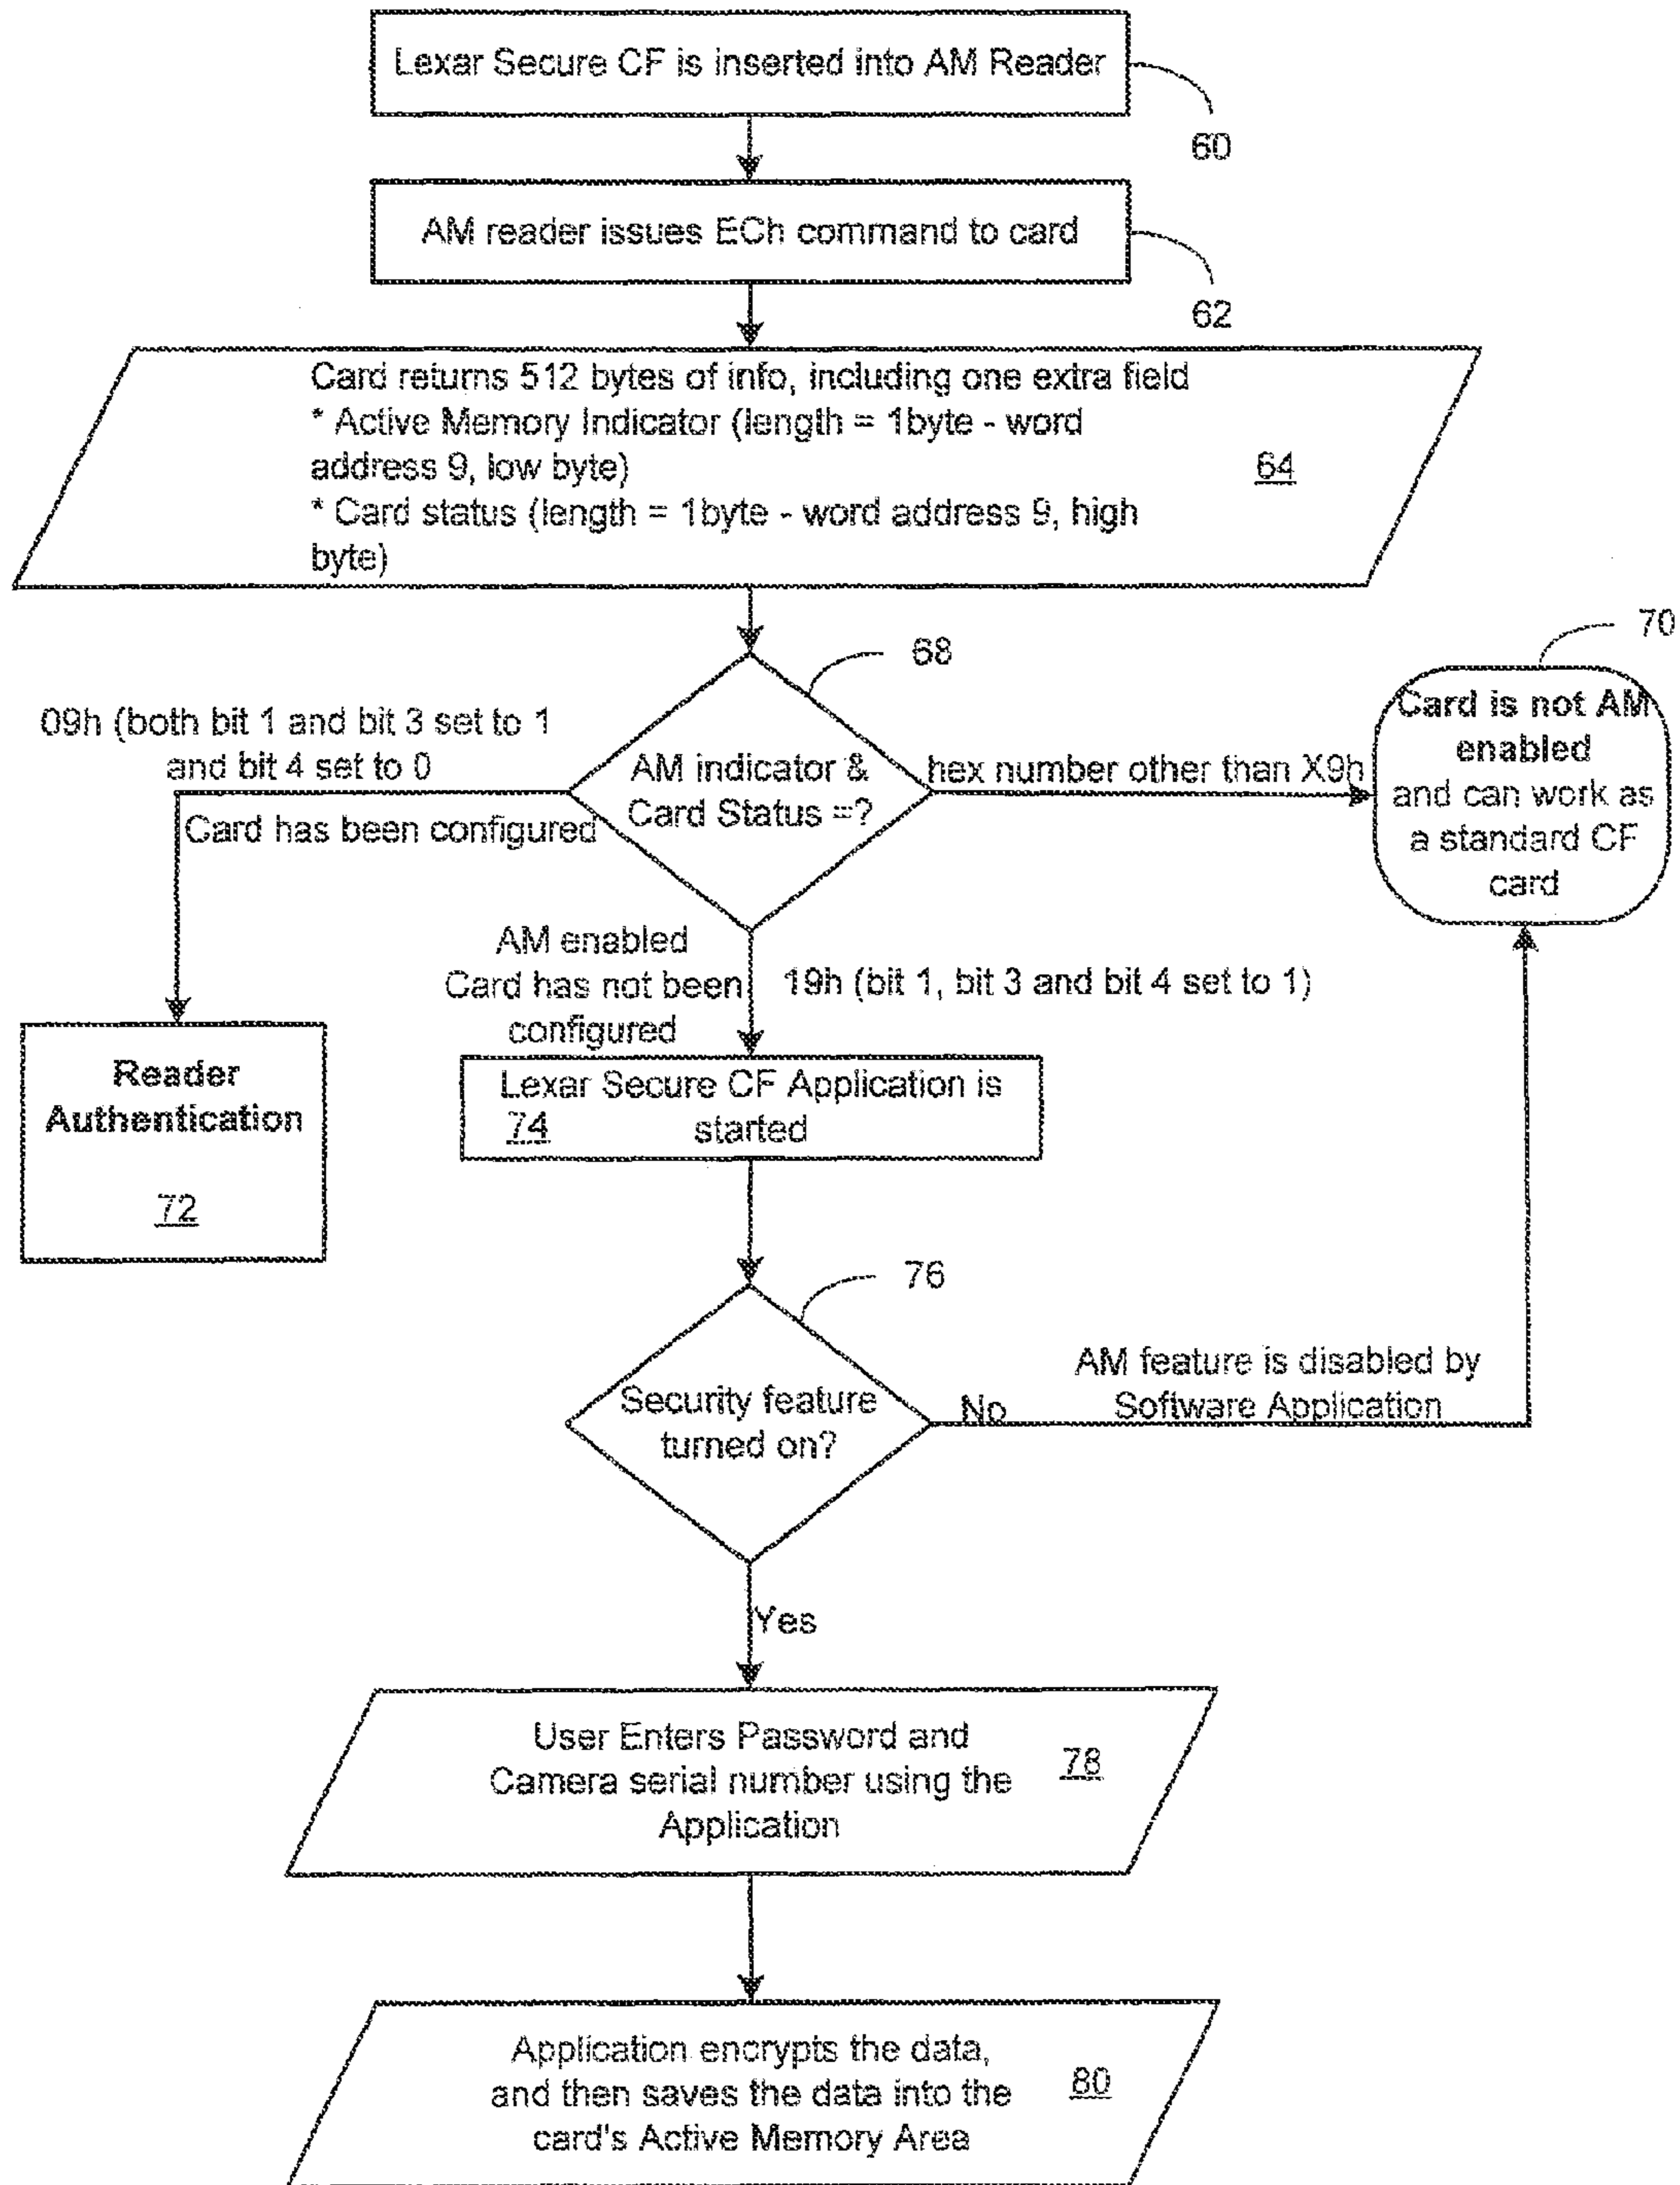 Lexar Secure CF is inserted into AM Reader
60
AM reader issues ECh command to card
62
Card returns 512 bytes of info, including one extra field
* Active Memory Indicator (length = 1byte - word
address 9, low byte)
* Card status (length = 1byte - word address 9, high
byte)
64
68
70
09h (both bit 1 and bit 3 set to 1
and bit 4 set to 0
Card has been configured
AM indicator &
Card Status =?
hex number other than X9h
Card is not AM
enabled
and can work as
a standard CF
card
AM enabled
Card has not been
configured
19h (bit 1, bit 3 and bit 4 set to 1)
Reader
Authentication
72
Lexar Secure CF Application is
74 started
76
Security feature
turned on?
No
AM feature is disabled by
Software Application
Yes
User Enters Password and
Camera serial number using the
Application
78
Application encrypts the data,
and then saves the data into the
card's Active Memory Area
80